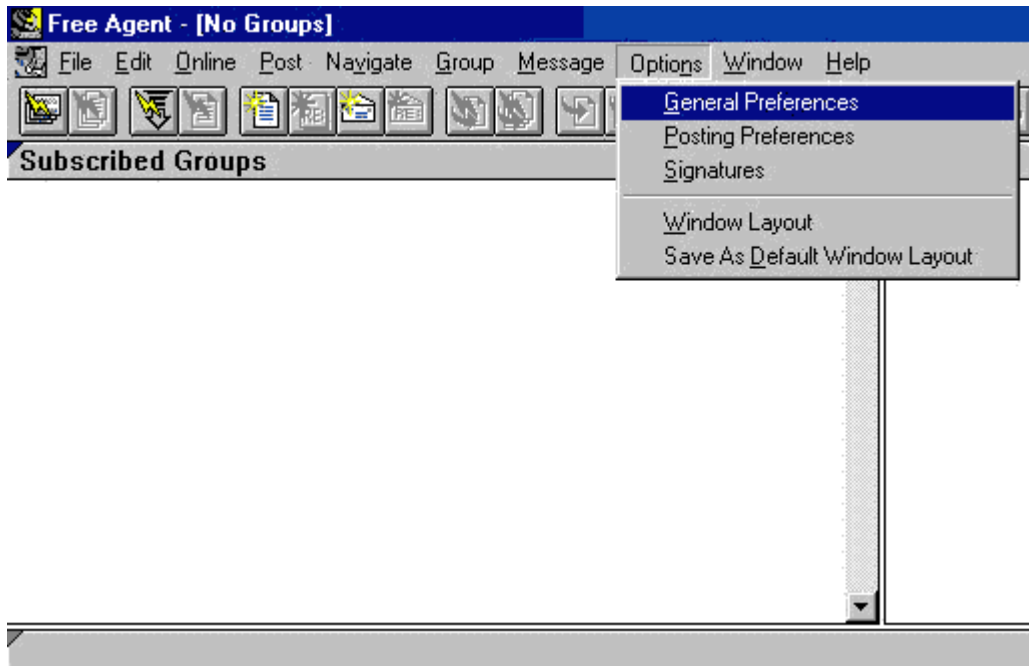 Free Agent - [No Groups]
File Edit Online Post Navigate Group Message Options Window Help
General Preferences
Posting Preferences
Signatures
Window Layout
Save As Default Window Layout
Subscribed Groups